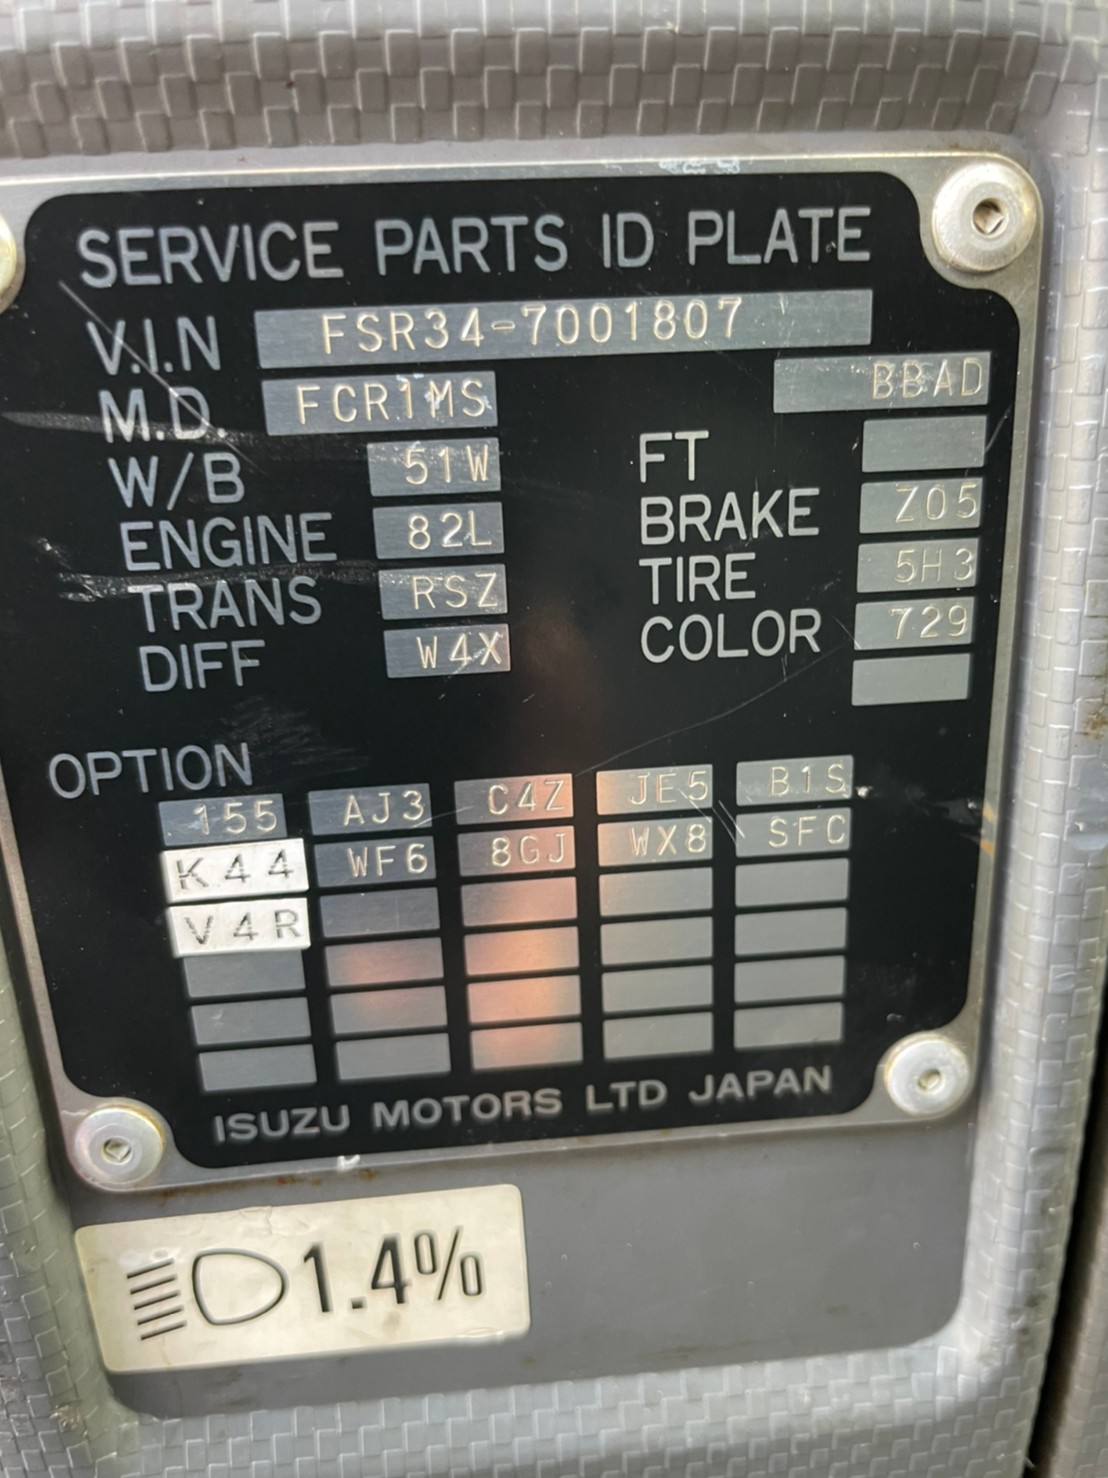 SERVICE PARTS ID PLATE
V.I.N FSR34-7001807
M.D. FCR1MS BBAD
W/B 51W FT
ENGINE 82L BRAKE Z05
TRANS RSZ TIRE 5H3
DIFF W4X COLOR 729
OPTION
155 AJ3 C4Z JE5 B1S
K44 WF6 8GJ WX8 SFC
V4R
ISUZU MOTORS LTD JAPAN
1.4%